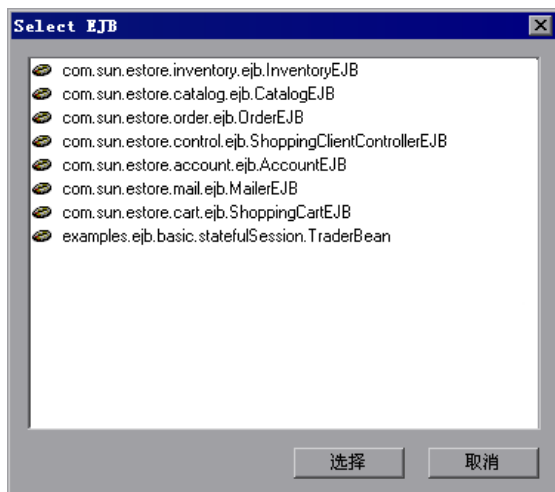 Select EJB
com.sun.estore.inventory.ejb.InventoryEJB
com.sun.estore.catalog.ejb.CatalogEJB
com.sun.estore.order.ejb.OrderEJB
com.sun.estore.control.ejb.ShoppingClientControllerEJB
com.sun.estore.account.ejb.AccountEJB
com.sun.estore.mail.ejb.MailerEJB
com.sun.estore.cart.ejb.ShoppingCartEJB
examples.ejb.basic.statefulSession.TraderBean
选择 取消